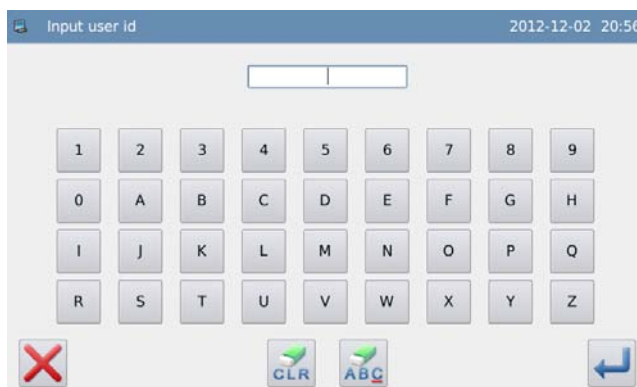 Input user id 2012-12-02 20:56
1 2 3 4 5 6 7 8 9
0 A B C D E F G H
I J K L M N O P Q
R S T U V W X Y Z
CLR ABC